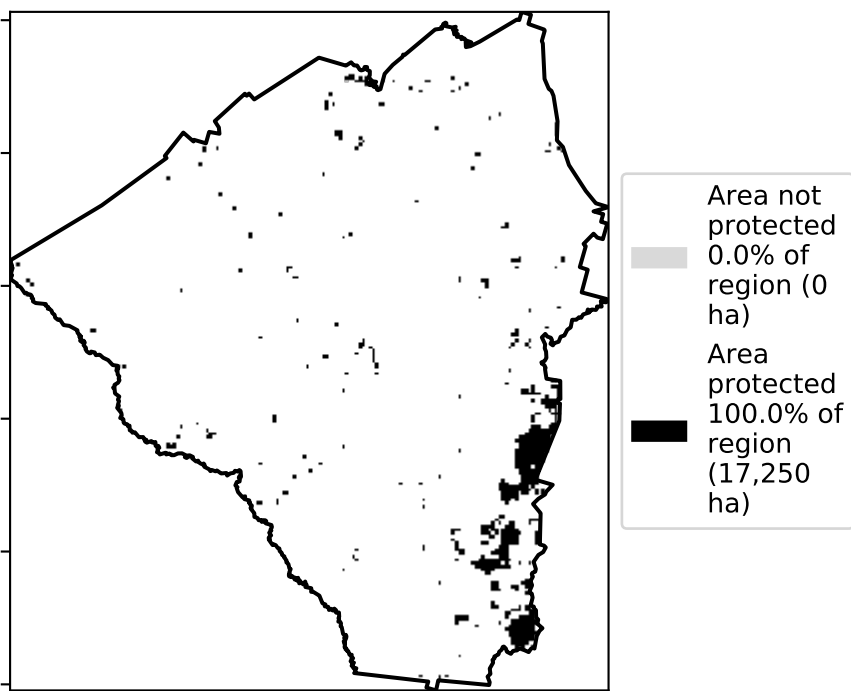 Area not
protected
0.0% of
region (0
ha)
Area
protected
100.0% of
region
(17,250
ha)